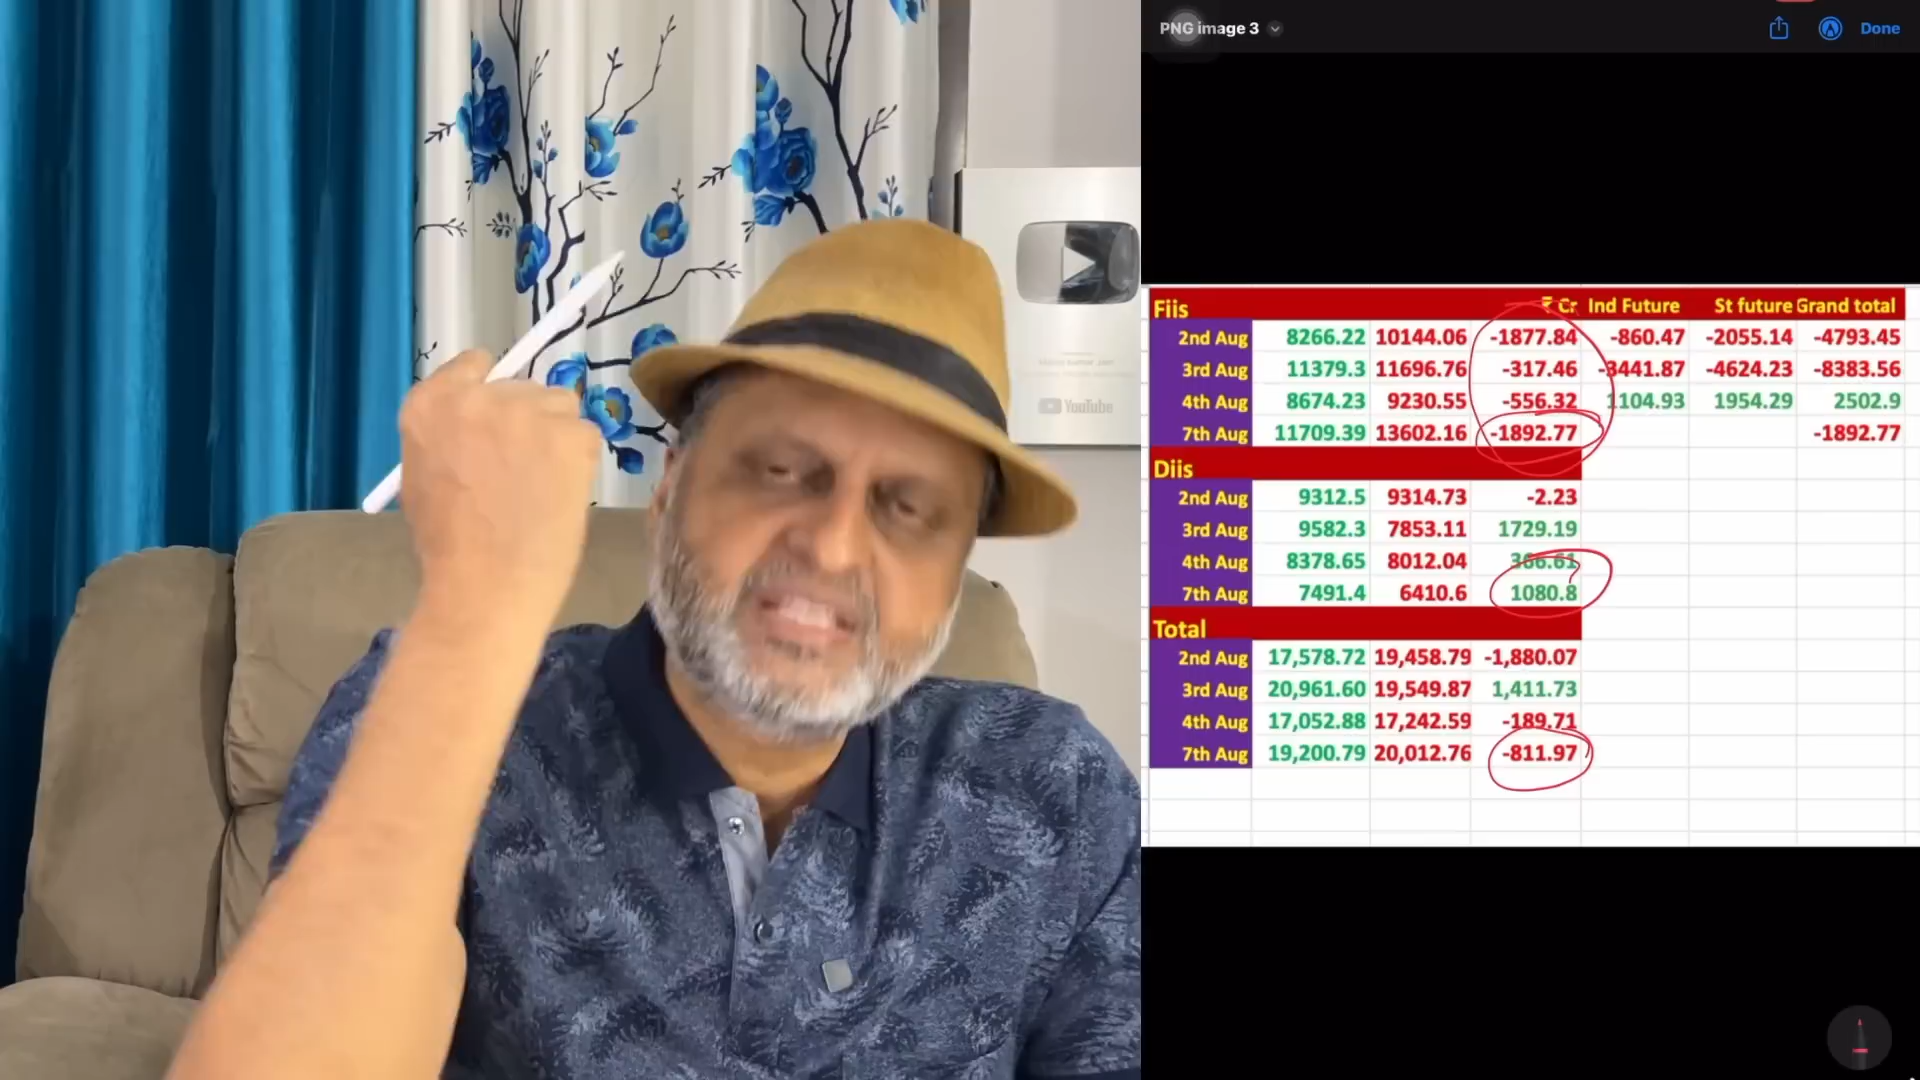 PNG image 3
Done
YouTube
Fiis ₹ Cr Ind Future St future Grand total
2nd Aug 8266.22 10144.06 -1877.84 -860.47 -2055.14 -4793.45
3rd Aug 11379.3 11696.76 -317.46 -3441.87 -4624.23 -8383.56
4th Aug 8674.23 9230.55 -556.32 1104.93 1954.29 2502.9
7th Aug 11709.39 13602.16 -1892.77 -1892.77
Diis
2nd Aug 9312.5 9314.73 -2.23
3rd Aug 9582.3 7853.11 1729.19
4th Aug 8378.65 8012.04 366.61
7th Aug 7491.4 6410.6 1080.8
Total
2nd Aug 17,578.72 19,458.79 -1,880.07
3rd Aug 20,961.60 19,549.87 1,411.73
4th Aug 17,052.88 17,242.59 -189.71
7th Aug 19,200.79 20,012.76 -811.97